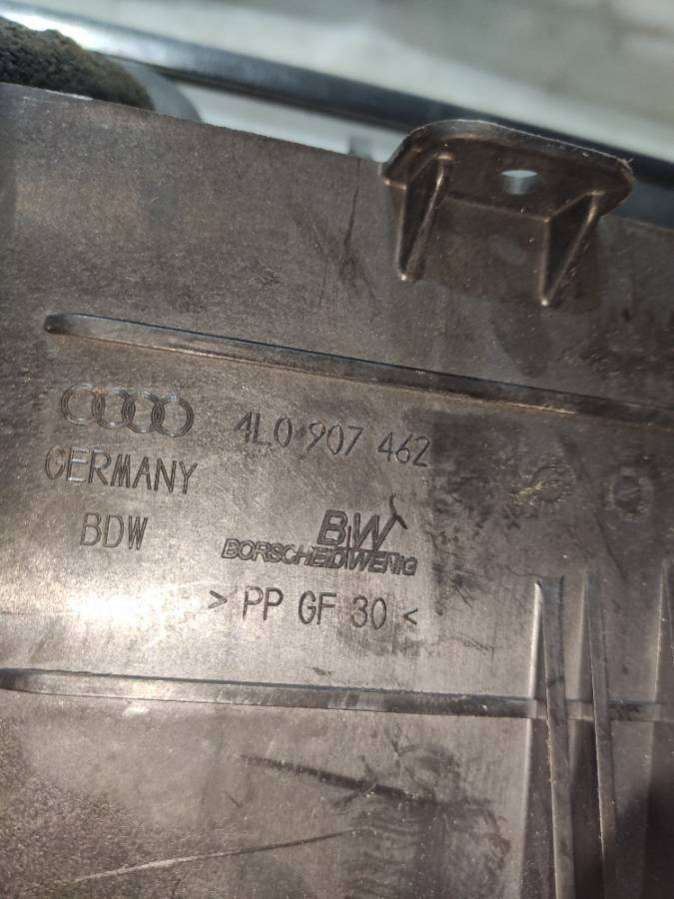 4L0 907 462
GERMANY
BDW
BW
BORSCHEIDWENIG
> PP GF 30 <